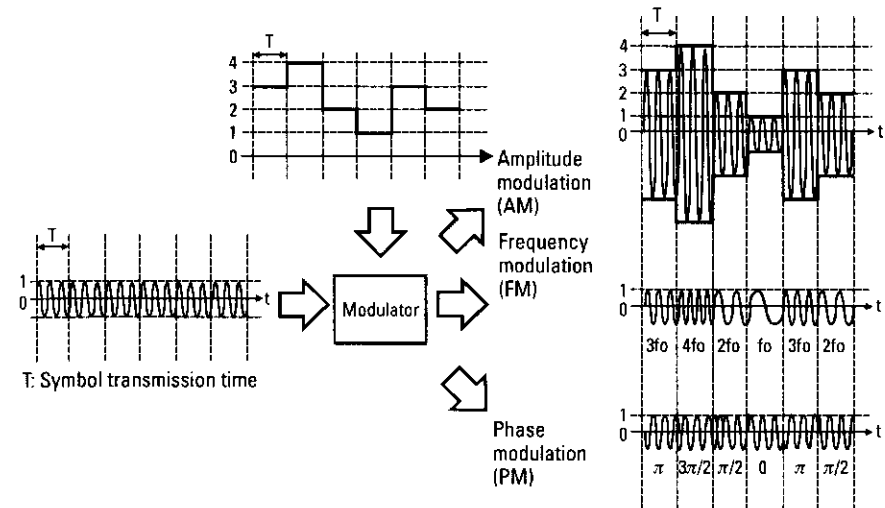 T
4
3
2
1
0
Amplitude
modulation
(AM)
T
1
0
t
T: Symbol transmission time
Modulator
Frequency
modulation
(FM)
Phase
modulation
(PM)
T
4
3
2
1
0
t
1
0
t
3fo 4fo 2fo fo 3fo 2fo
1
0
t
π 3π/2 π/2 0 π π/2